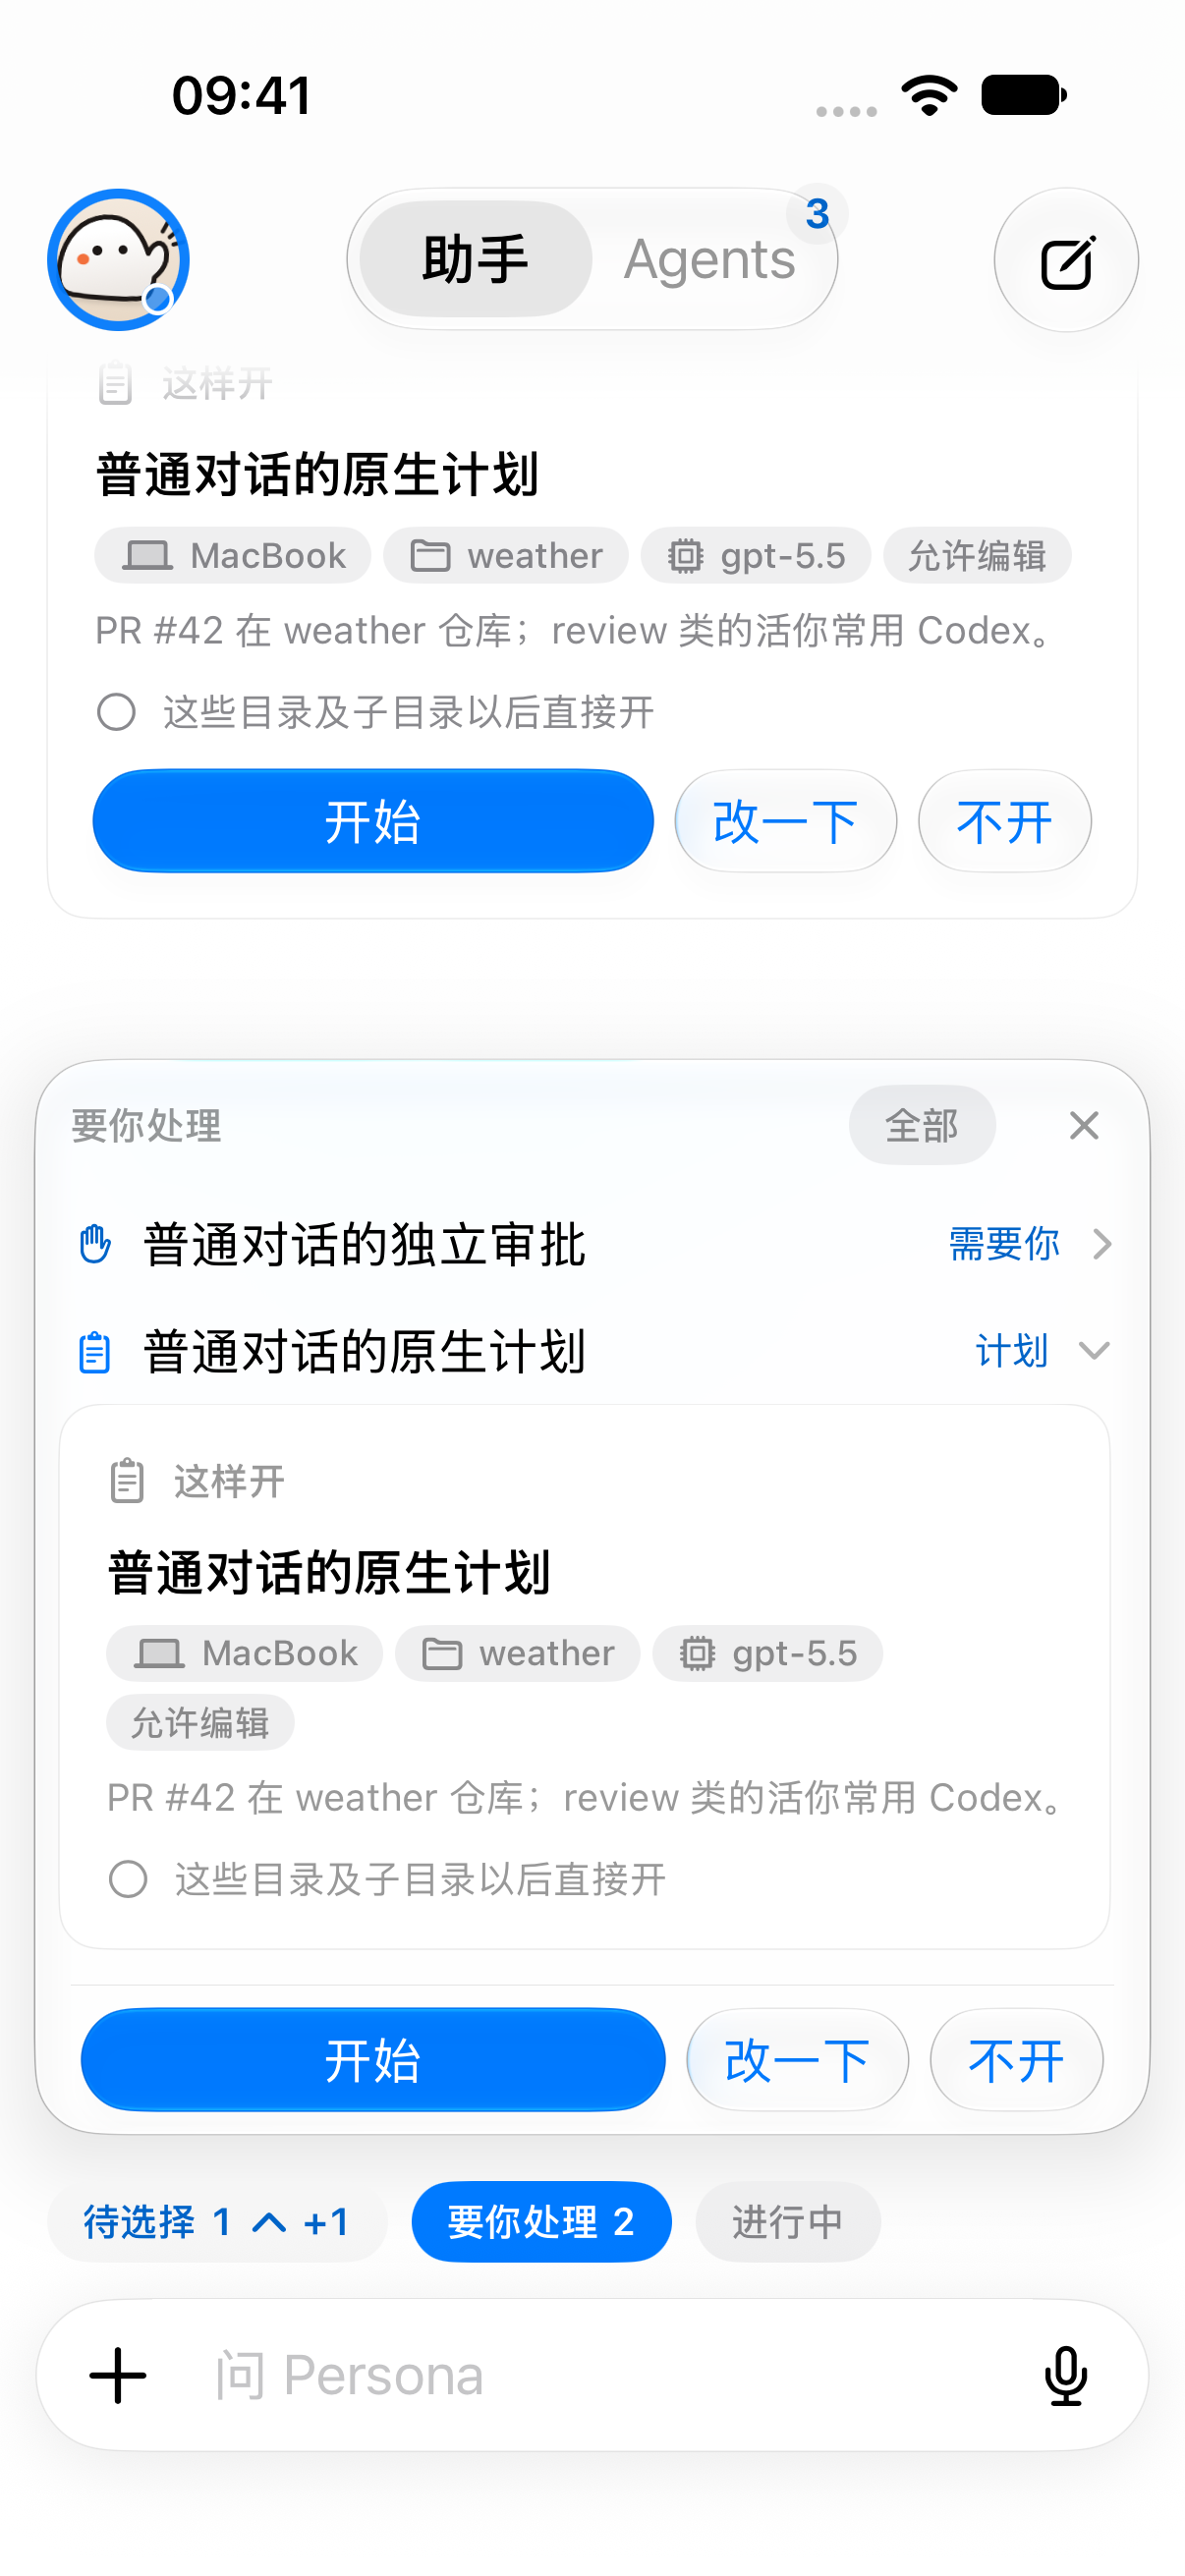 09:41
助手
Agents
3
这样开
普通对话的原生计划
MacBook weather gpt-5.5 允许编辑
PR #42 在 weather 仓库；review 类的活你常用 Codex。
这些目录及子目录以后直接开
开始 改一下 不开
要你处理 全部
普通对话的独立审批 需要你
普通对话的原生计划 计划
这样开
普通对话的原生计划
MacBook weather gpt-5.5
允许编辑
PR #42 在 weather 仓库；review 类的活你常用 Codex。
这些目录及子目录以后直接开
开始 改一下 不开
待选择 1 +1 要你处理 2 进行中
问 Persona